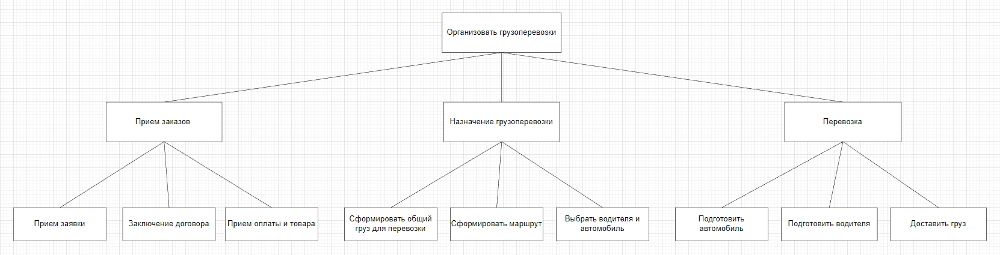 Организовать грузоперевозки
Прием заказов
Назначение грузоперевозки
Перевозка
Прием заявки
Заключение договора
Прием оплаты и товара
Сформировать общий
груз для перевозки
Сформировать маршрут
Выбрать водителя и
автомобиль
Подготовить
автомобиль
Подготовить водителя
Доставить груз